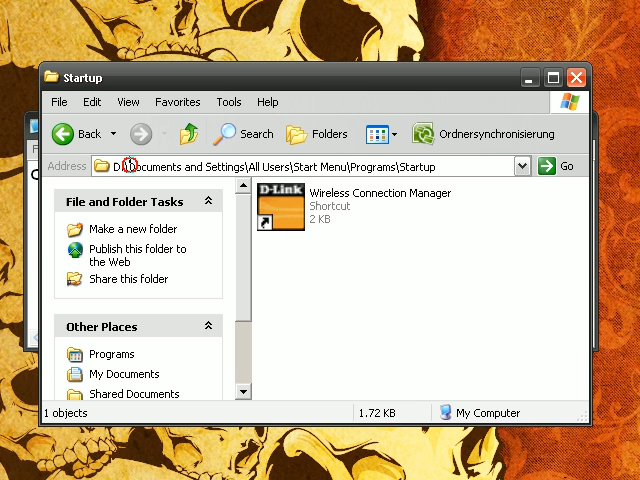 Startup
File Edit View Favorites Tools Help
Back Search Folders Ordnersynchronisierung
Address D:\Documents and Settings\All Users\Start Menu\Programs\Startup Go
File and Folder Tasks
Make a new folder
Publish this folder to
the Web
Share this folder
Other Places
Programs
My Documents
Shared Documents
D-Link
Wireless Connection Manager
Shortcut
2 KB
1 objects 1.72 KB My Computer